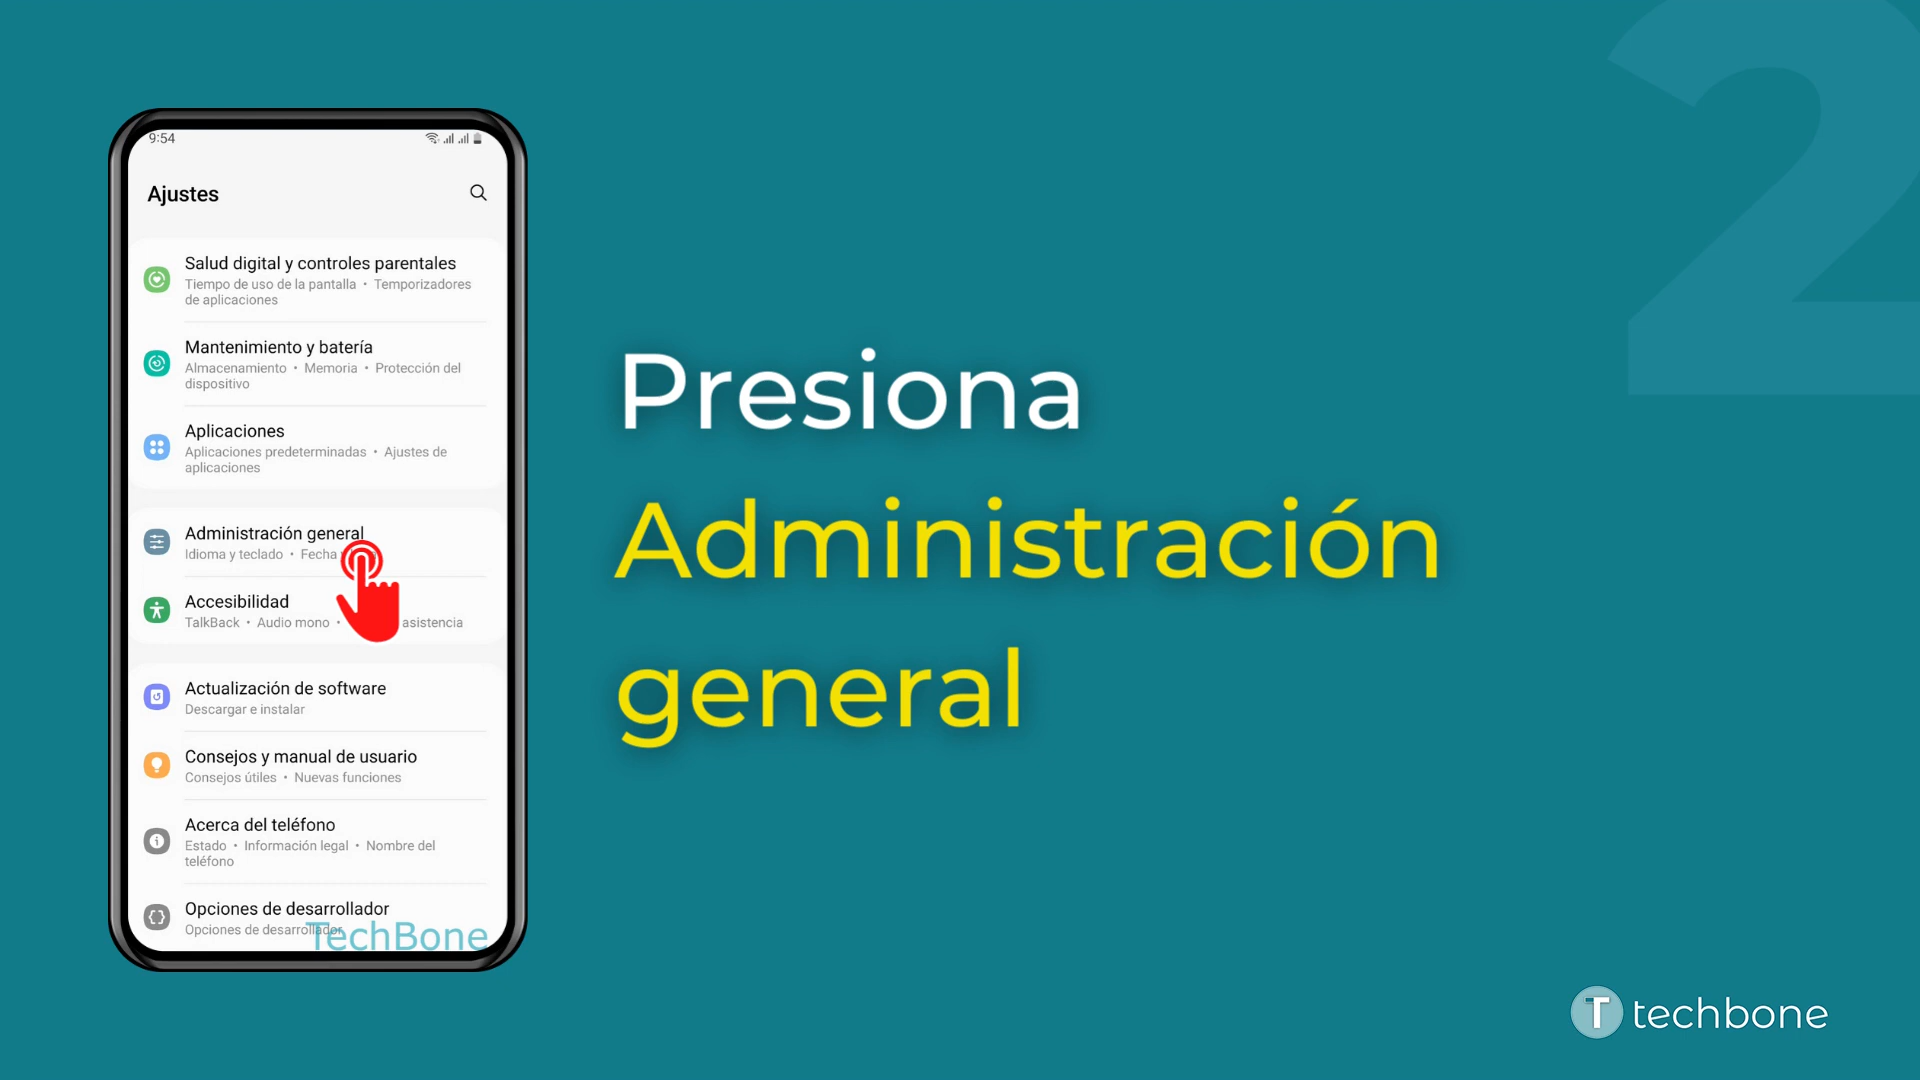 9:54
Ajustes
Salud digital y controles parentales
Tiempo de uso de la pantalla • Temporizadores
de aplicaciones
Mantenimiento y batería
Almacenamiento • Memoria • Protección del
dispositivo
Aplicaciones
Aplicaciones predeterminadas • Ajustes de
aplicaciones
Administración general
Idioma y teclado • Fecha
Accesibilidad
TalkBack • Audio mono • asistencia
Actualización de software
Descargar e instalar
Consejos y manual de usuario
Consejos útiles • Nuevas funciones
Acerca del teléfono
Estado • Información legal • Nombre del
teléfono
Opciones de desarrollador
Opciones de desarrollador
TechBone
Presiona
Administración
general
2
T techbone